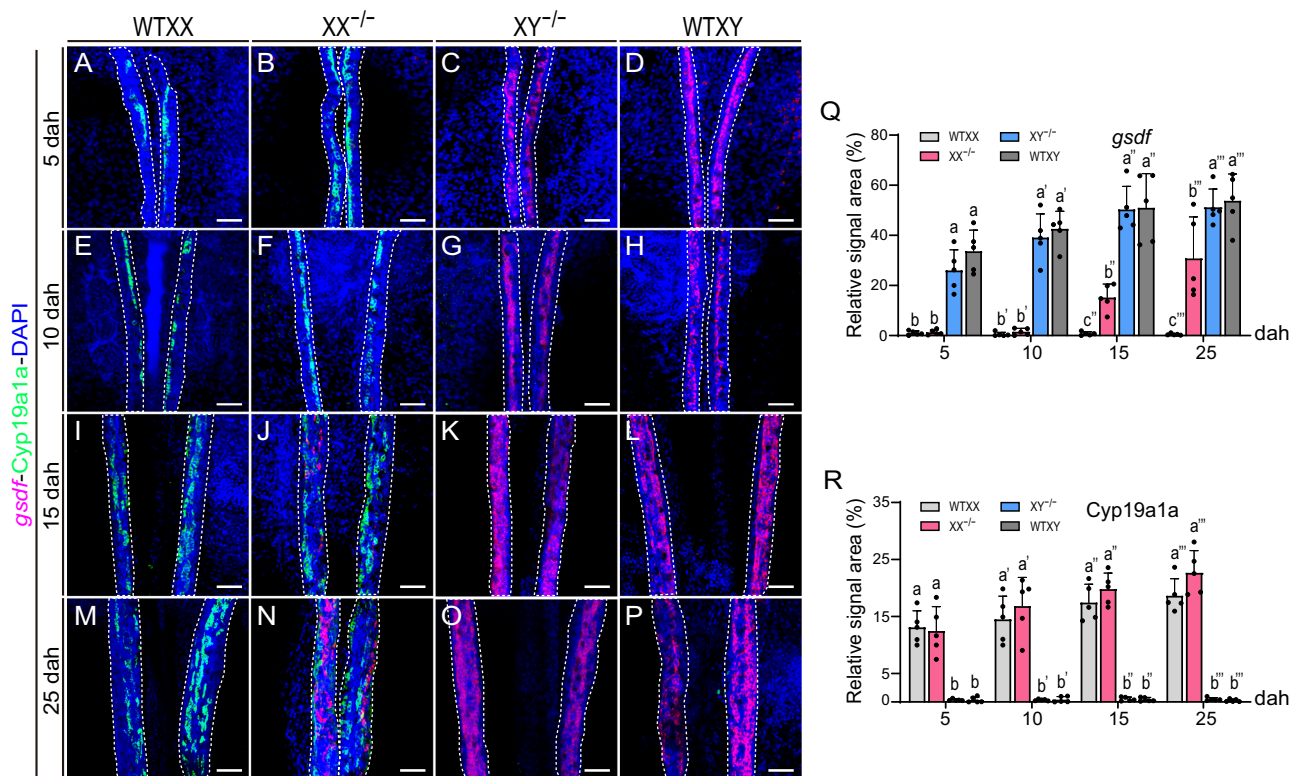 WTXX XX−/− XY−/− WTXY
gsdf-Cyp19a1a-DAPI
5 dah
A B C D
10 dah
E F G H
15 dah
I J K L
25 dah
M N O P
Q
gsdf
WTXX XY−/−
XX−/− WTXY
Relative signal area (%)
80
60
40
20
0
b b a a
b' b' a' a'
c" b" a" a"
c''' b''' a''' a'''
5 10 15 25 dah
R
Cyp19a1a
WTXX XY−/−
XX−/− WTXY
Relative signal area (%)
35
25
15
5
0
a a b b
a' a' b' b'
a" a" b" b"
a''' a''' b''' b'''
5 10 15 25 dah